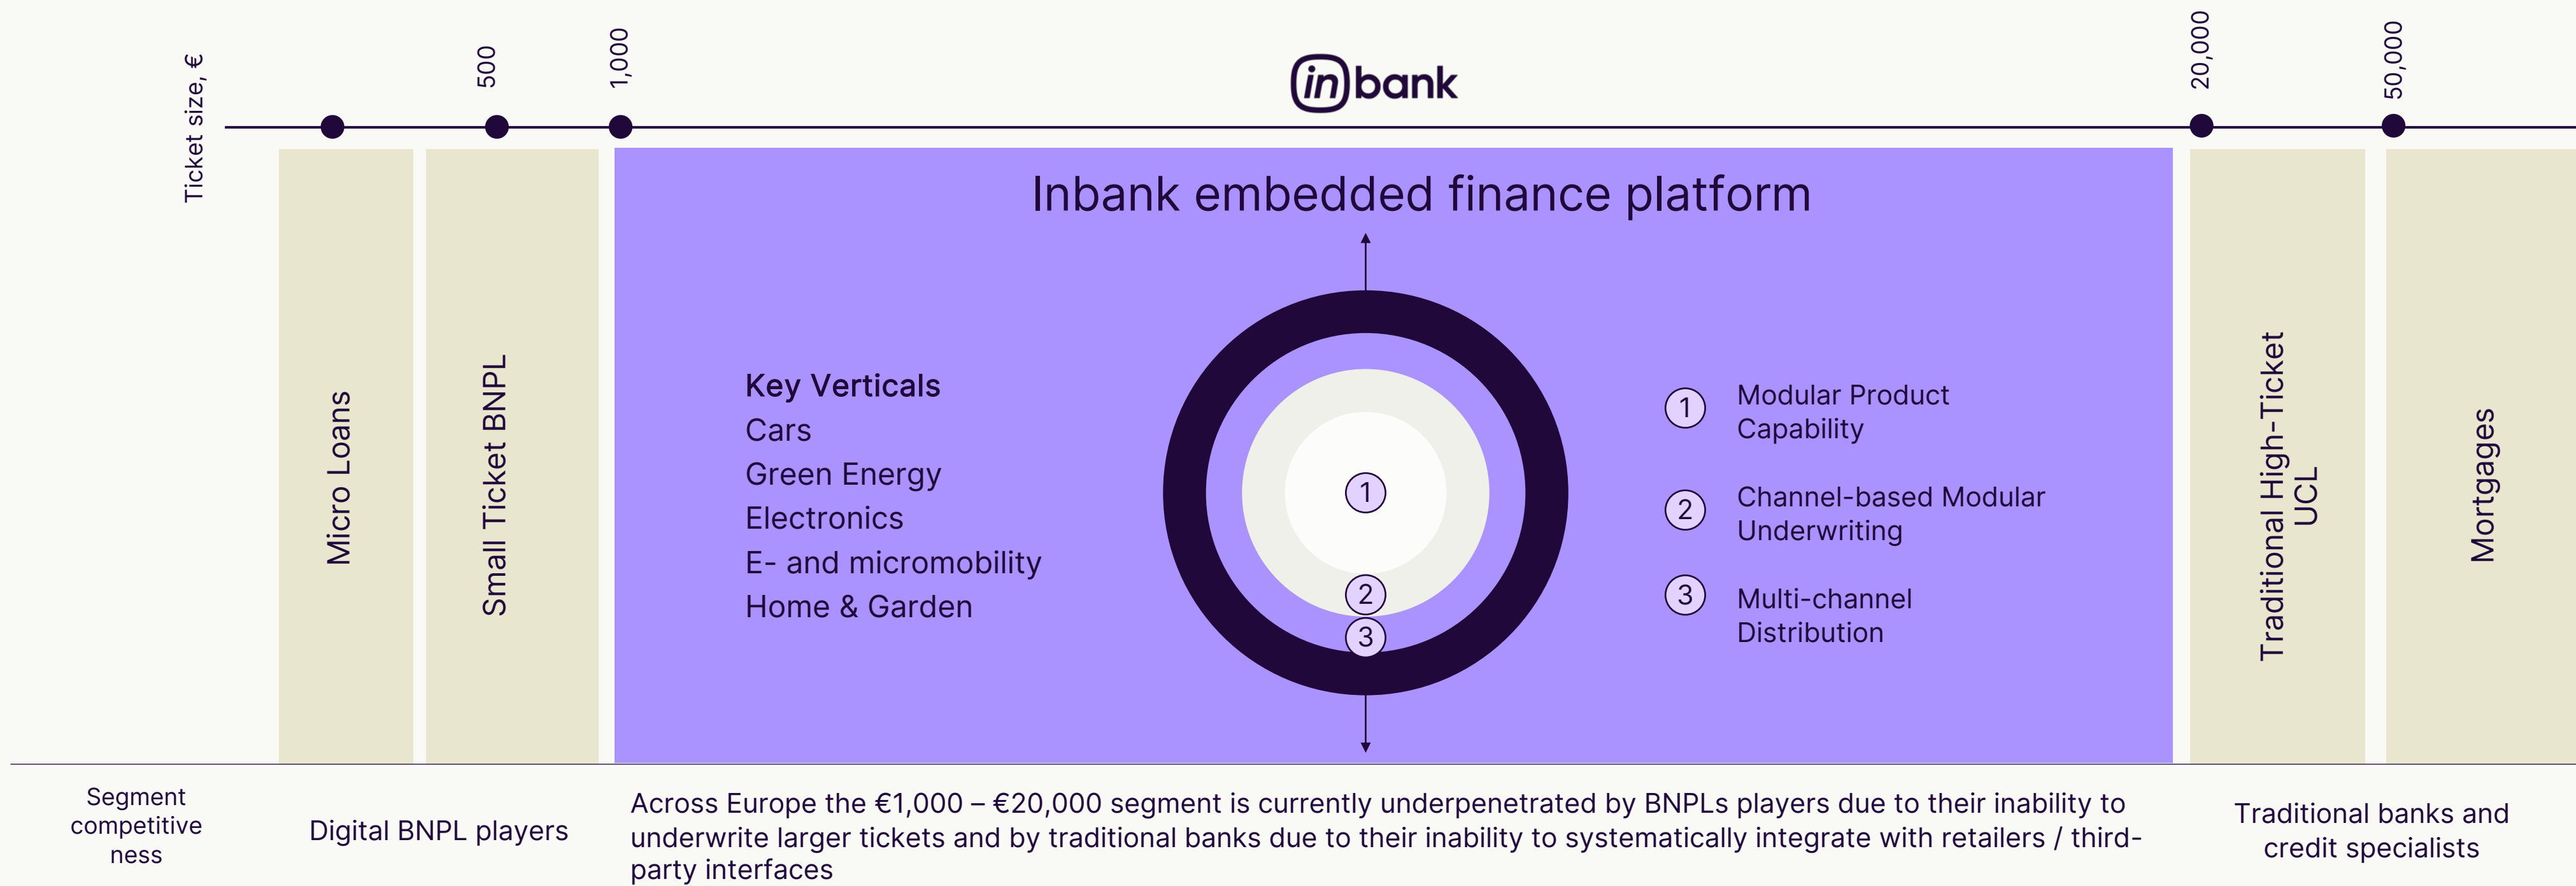 Ticket size, €
500
1,000
inbank
20,000
50,000
Micro Loans
Small Ticket BNPL
Inbank embedded finance platform
Key Verticals
Cars
Green Energy
Electronics
E- and micromobility
Home & Garden
1
2
3
1
Modular Product
Capability
2
Channel-based Modular
Underwriting
3
Multi-channel
Distribution
Traditional High-Ticket
UCL
Mortgages
Segment
competitive
ness
Digital BNPL players
Across Europe the €1,000 – €20,000 segment is currently underpenetrated by BNPLs players due to their inability to
underwrite larger tickets and by traditional banks due to their inability to systematically integrate with retailers / third-
party interfaces
Traditional banks and
credit specialists